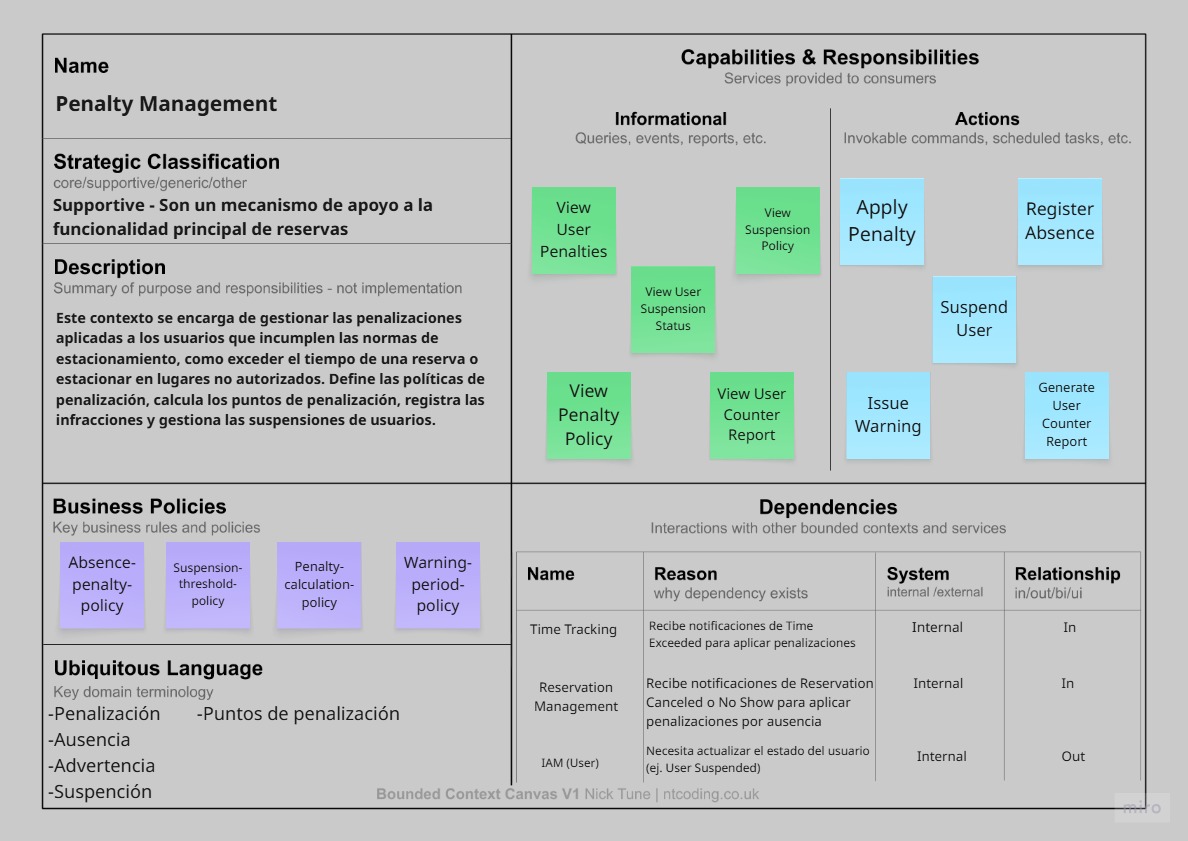 Name
Penalty Management
Strategic Classification
core/supportive/generic/other
Supportive - Son un mecanismo de apoyo a la
funcionalidad principal de reservas
Description
Summary of purpose and responsibilities - not implementation
Este contexto se encarga de gestionar las penalizaciones
aplicadas a los usuarios que incumplen las normas de
estacionamiento, como exceder el tiempo de una reserva o
estacionar en lugares no autorizados. Define las políticas de
penalización, calcula los puntos de penalización, registra las
infracciones y gestiona las suspensiones de usuarios.
Capabilities & Responsibilities
Services provided to consumers
Informational
Queries, events, reports, etc.
View
User
Penalties
View
Suspension
Policy
View User
Suspension
Status
View
Penalty
Policy
View User
Counter
Report
Actions
Invokable commands, scheduled tasks, etc.
Apply
Penalty
Register
Absence
Suspend
User
Issue
Warning
Generate
User
Counter
Report
Business Policies
Key business rules and policies
Absence-
penalty-
policy
Suspension-
threshold-
policy
Penalty-
calculation-
policy
Warning-
period-
policy
Ubiquitous Language
Key domain terminology
-Penalización -Puntos de penalización
-Ausencia
-Advertencia
-Suspención
Dependencies
Interactions with other bounded contexts and services
Name
Reason
why dependency exists
System
internal /external
Relationship
in/out/bi/ui
Time Tracking
Recibe notificaciones de Time
Exceeded para aplicar penalizaciones
Internal
In
Reservation
Management
Recibe notificaciones de Reservation
Canceled o No Show para aplicar
penalizaciones por ausencia
Internal
In
IAM (User)
Necesita actualizar el estado del usuario
(ej. User Suspended)
Internal
Out
Bounded Context Canvas V1 Nick Tune | ntcoding.co.uk
miro